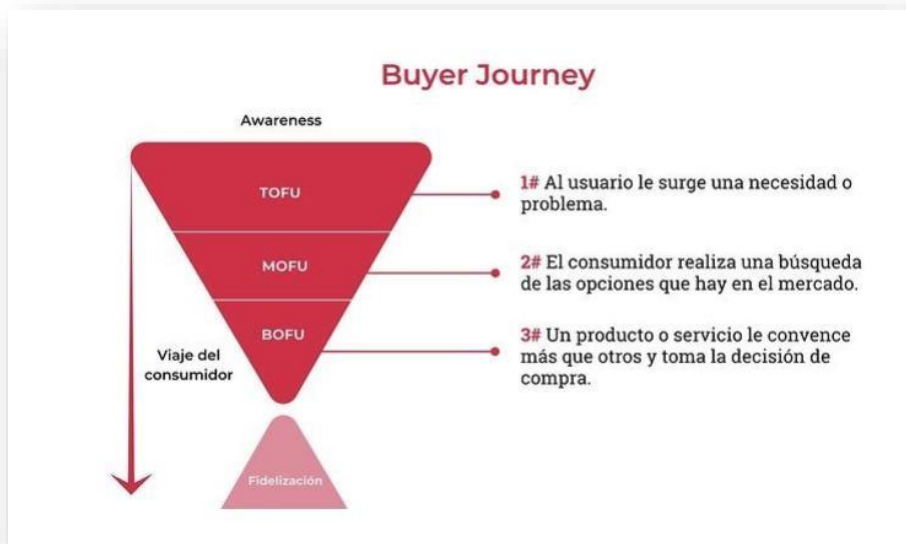 Buyer Journey
Awareness
TOFU
1# Al usuario le surge una necesidad o
problema.
MOFU
2# El consumidor realiza una búsqueda
de las opciones que hay en el mercado.
BOFU
3# Un producto o servicio le convence
más que otros y toma la decisión de
compra.
Viaje del
consumidor
Fidelización